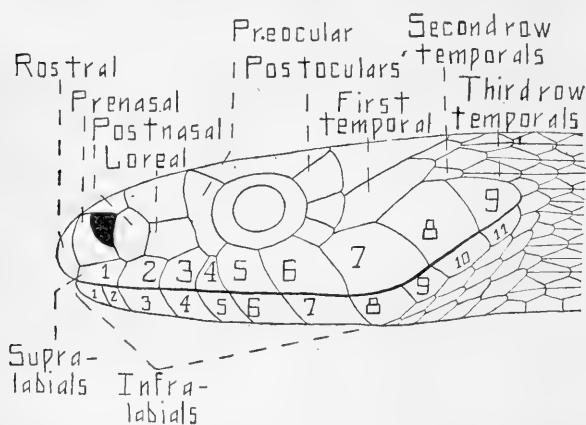 Preocular
Second row
temporals
Rostral
Postoculars
Third row
temporals
Prenasal
First
temporal
Postnasal
Loreal
1 2 3 4 5 6 7 8 9
1 2 3 4 5 6 7 8 9 10 11
Supra-
labials
Infra-
labials